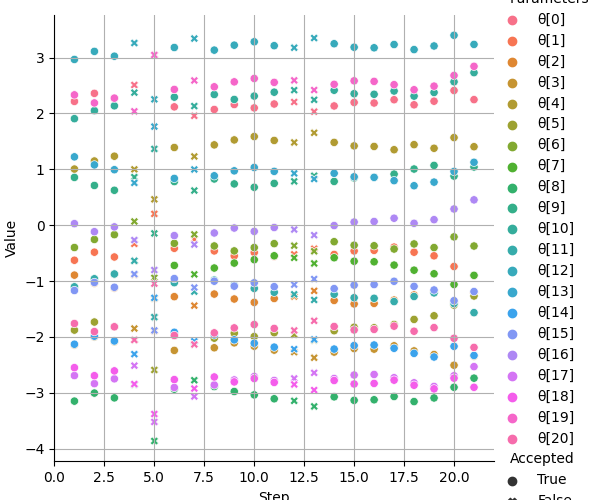 Parameters
θ[0]
θ[1]
θ[2]
θ[3]
θ[4]
θ[5]
θ[6]
θ[7]
θ[8]
θ[9]
θ[10]
θ[11]
θ[12]
θ[13]
θ[14]
θ[15]
θ[16]
θ[17]
θ[18]
θ[19]
θ[20]
Accepted
True
False
Value
3
2
1
0
−1
−2
−3
−4
0.0 2.5 5.0 7.5 10.0 12.5 15.0 17.5 20.0
Step